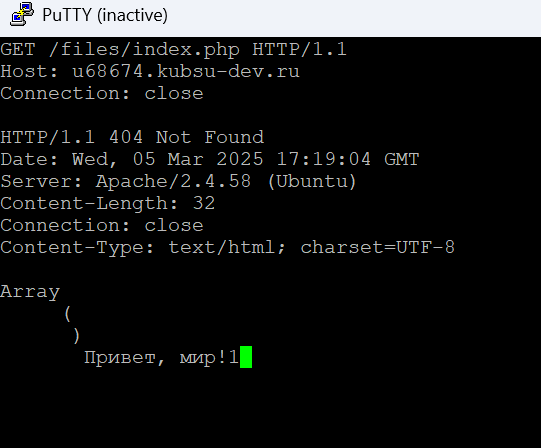 PuTTY (inactive)
GET /files/index.php HTTP/1.1
Host: u68674.kubsu-dev.ru
Connection: close
HTTP/1.1 404 Not Found
Date: Wed, 05 Mar 2025 17:19:04 GMT
Server: Apache/2.4.58 (Ubuntu)
Content-Length: 32
Connection: close
Content-Type: text/html; charset=UTF-8
Array
(
)
Привет, мир!1